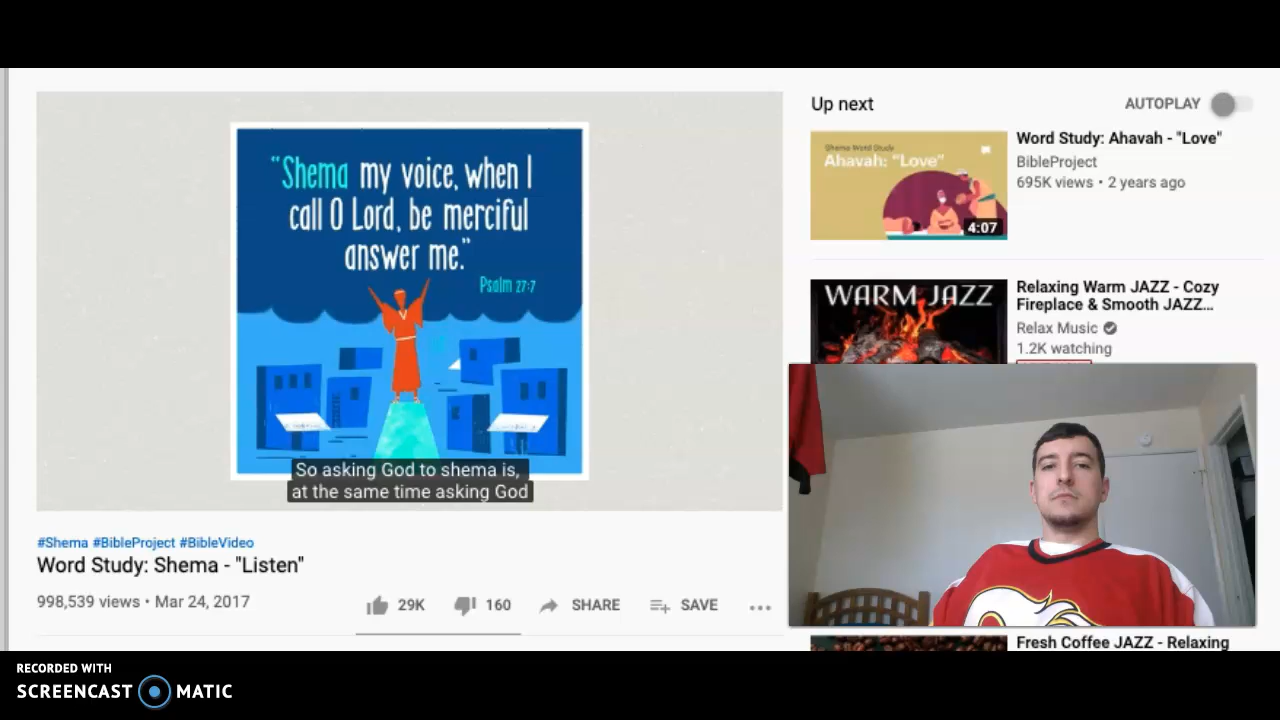 "Shema my voice, when I
call O Lord, be merciful
answer me."
Psalm 27:7
So asking God to shema is,
at the same time asking God
#Shema #BibleProject #BibleVideo
Word Study: Shema - "Listen"
998,539 views • Mar 24, 2017
29K
160
SHARE
SAVE
Up next
AUTOPLAY
Shema Word Study
Ahavah: "Love"
4:07
Word Study: Ahavah - "Love"
BibleProject
695K views • 2 years ago
WARM JAZZ
Relaxing Warm JAZZ - Cozy
Fireplace & Smooth JAZZ...
Relax Music
1.2K watching
Fresh Coffee JAZZ - Relaxing
RECORDED WITH
SCREENCAST MATIC